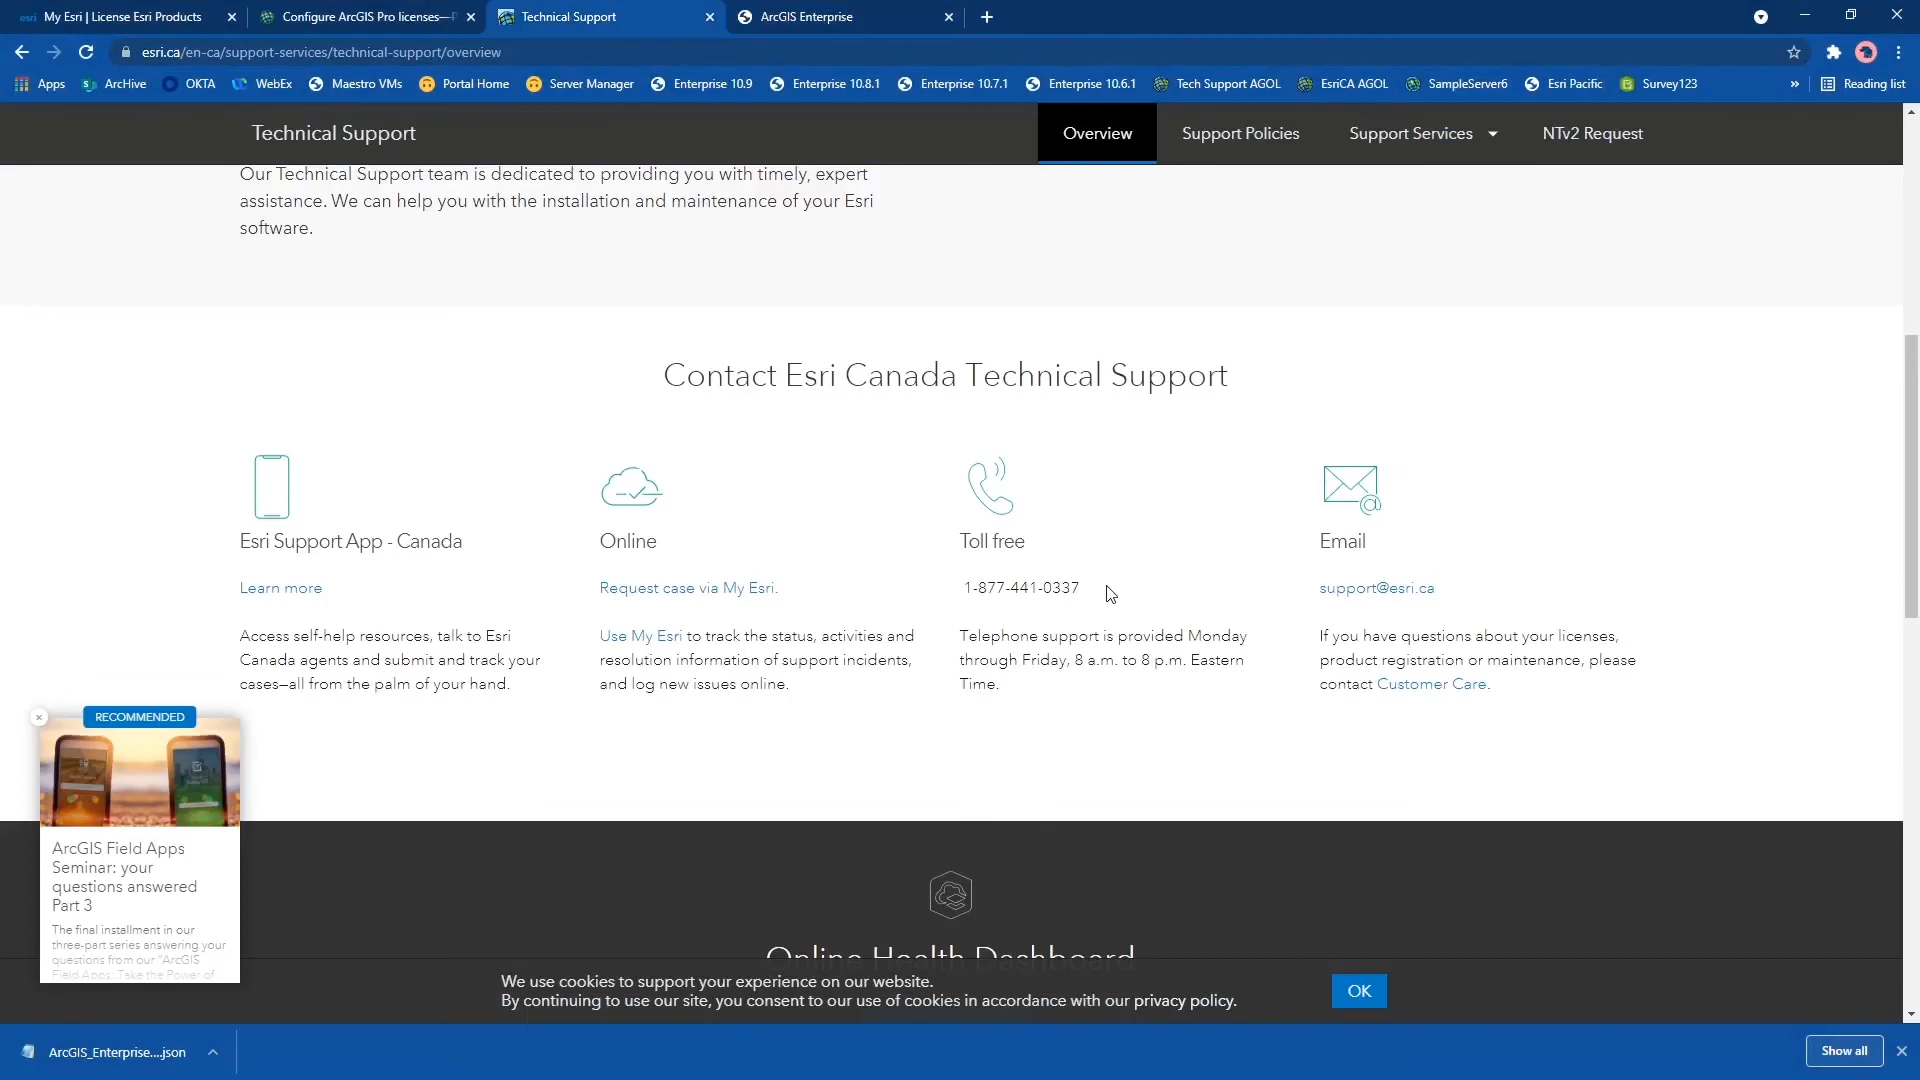 esri My Esri | License Esri Products
Configure ArcGIS Pro licenses—P
Technical Support
ArcGIS Enterprise
esri.ca/en-ca/support-services/technical-support/overview
Apps
ArcHive
OKTA
WebEx
Maestro VMs
Portal Home
Server Manager
Enterprise 10.9
Enterprise 10.8.1
Enterprise 10.7.1
Enterprise 10.6.1
Tech Support AGOL
EsriCA AGOL
SampleServer6
Esri Pacific
Survey123
»
Reading list
Technical Support
Overview
Support Policies
Support Services
NTv2 Request
Our Technical Support team is dedicated to providing you with timely, expert
assistance. We can help you with the installation and maintenance of your Esri
software.
Contact Esri Canada Technical Support
Esri Support App - Canada
Learn more
Access self-help resources, talk to Esri
Canada agents and submit and track your
cases—all from the palm of your hand.
Online
Request case via My Esri.
Use My Esri to track the status, activities and
resolution information of support incidents,
and log new issues online.
Toll free
1-877-441-0337
Telephone support is provided Monday
through Friday, 8 a.m. to 8 p.m. Eastern
Time.
Email
support@esri.ca
If you have questions about your licenses,
product registration or maintenance, please
contact Customer Care.
RECOMMENDED
ArcGIS Field Apps
Seminar: your
questions answered
Part 3
The final installment in our
three-part series answering your
questions from our "ArcGIS
Field Apps: Take the Power of
Online Health Dashboard
We use cookies to support your experience on our website.
By continuing to use our site, you consent to our use of cookies in accordance with our privacy policy.
OK
ArcGIS_Enterprise....json
Show all